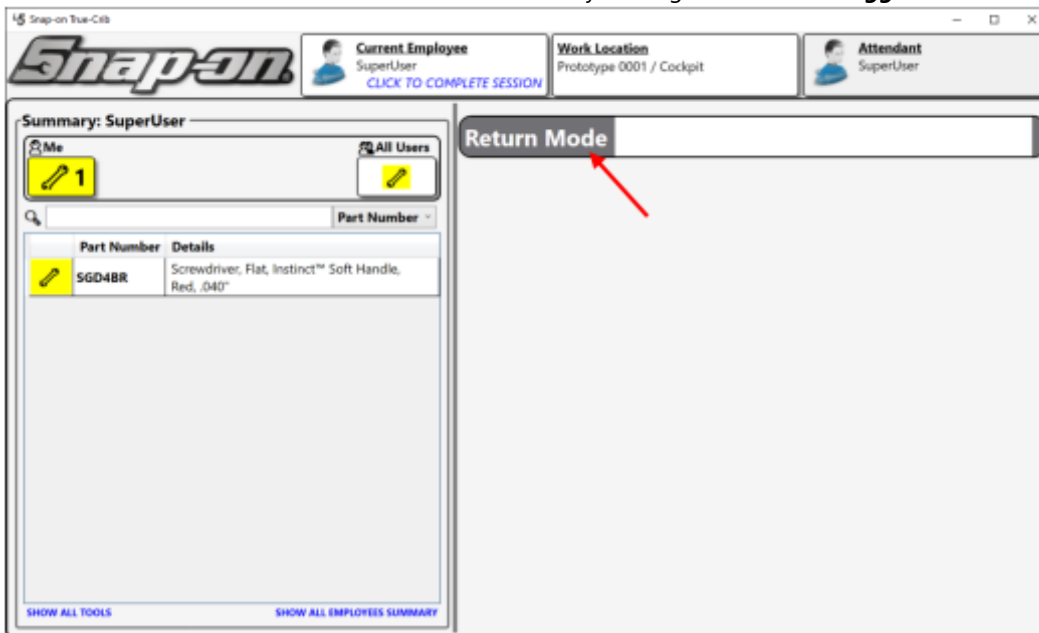 Snap-on True-Crib
Snap-on
Current Employee
SuperUser
CLICK TO COMPLETE SESSION
Work Location
Prototype 0001 / Cockpit
Attendant
SuperUser
Summary: SuperUser
Me
All Users
1
Part Number
Part Number Details
SGD4BR
Screwdriver, Flat, Instinct™ Soft Handle,
Red, .040"
SHOW ALL TOOLS
SHOW ALL EMPLOYEES SUMMARY
Return Mode